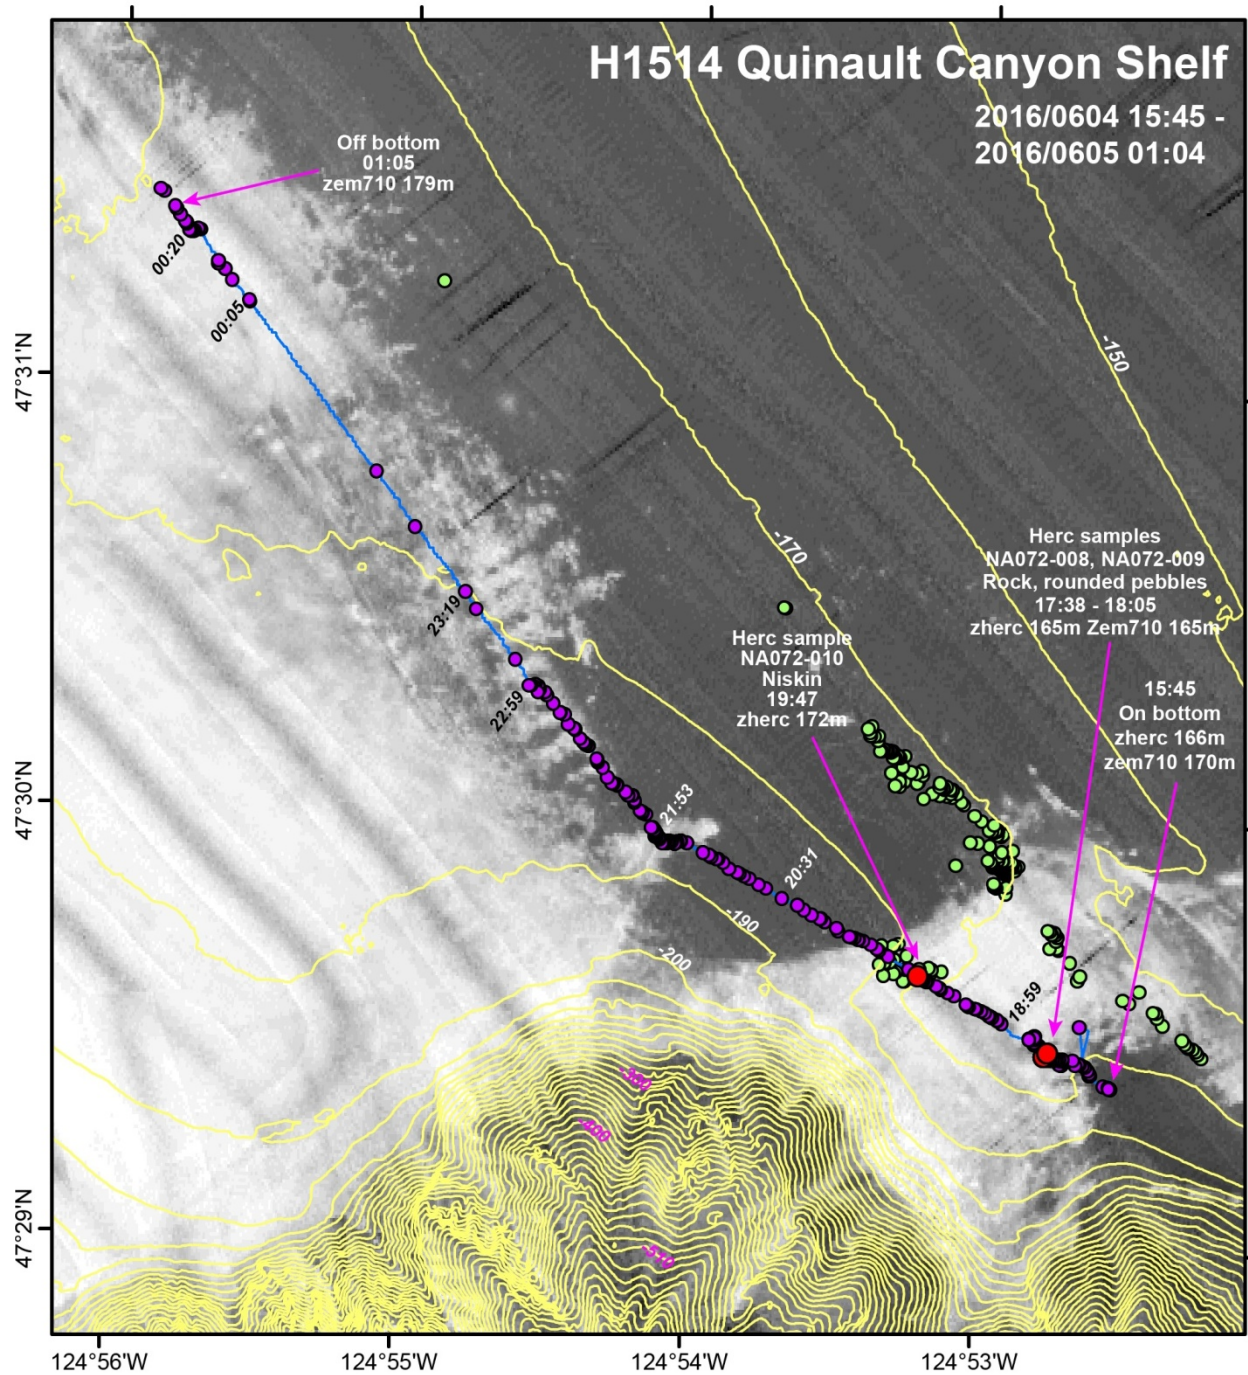 H1514 Quinault Canyon Shelf
2016/0604 15:45 -
2016/0605 01:04
Off bottom
01:05
zem710 179m
00:20
00:05
47°31'N
-150
-170
Herc samples
NA072-008, NA072-009
Rock, rounded pebbles
17:38 - 18:05
zherc 165m Zem710 165m
23:19
Herc sample
NA072-010
Niskin
19:47
zherc 172m
15:45
On bottom
zherc 166m
zem710 170m
22:59
47°30'N
21:53
20:31
-190
-200
18:59
-400
47°29'N
-510
124°56'W
124°55'W
124°54'W
124°53'W